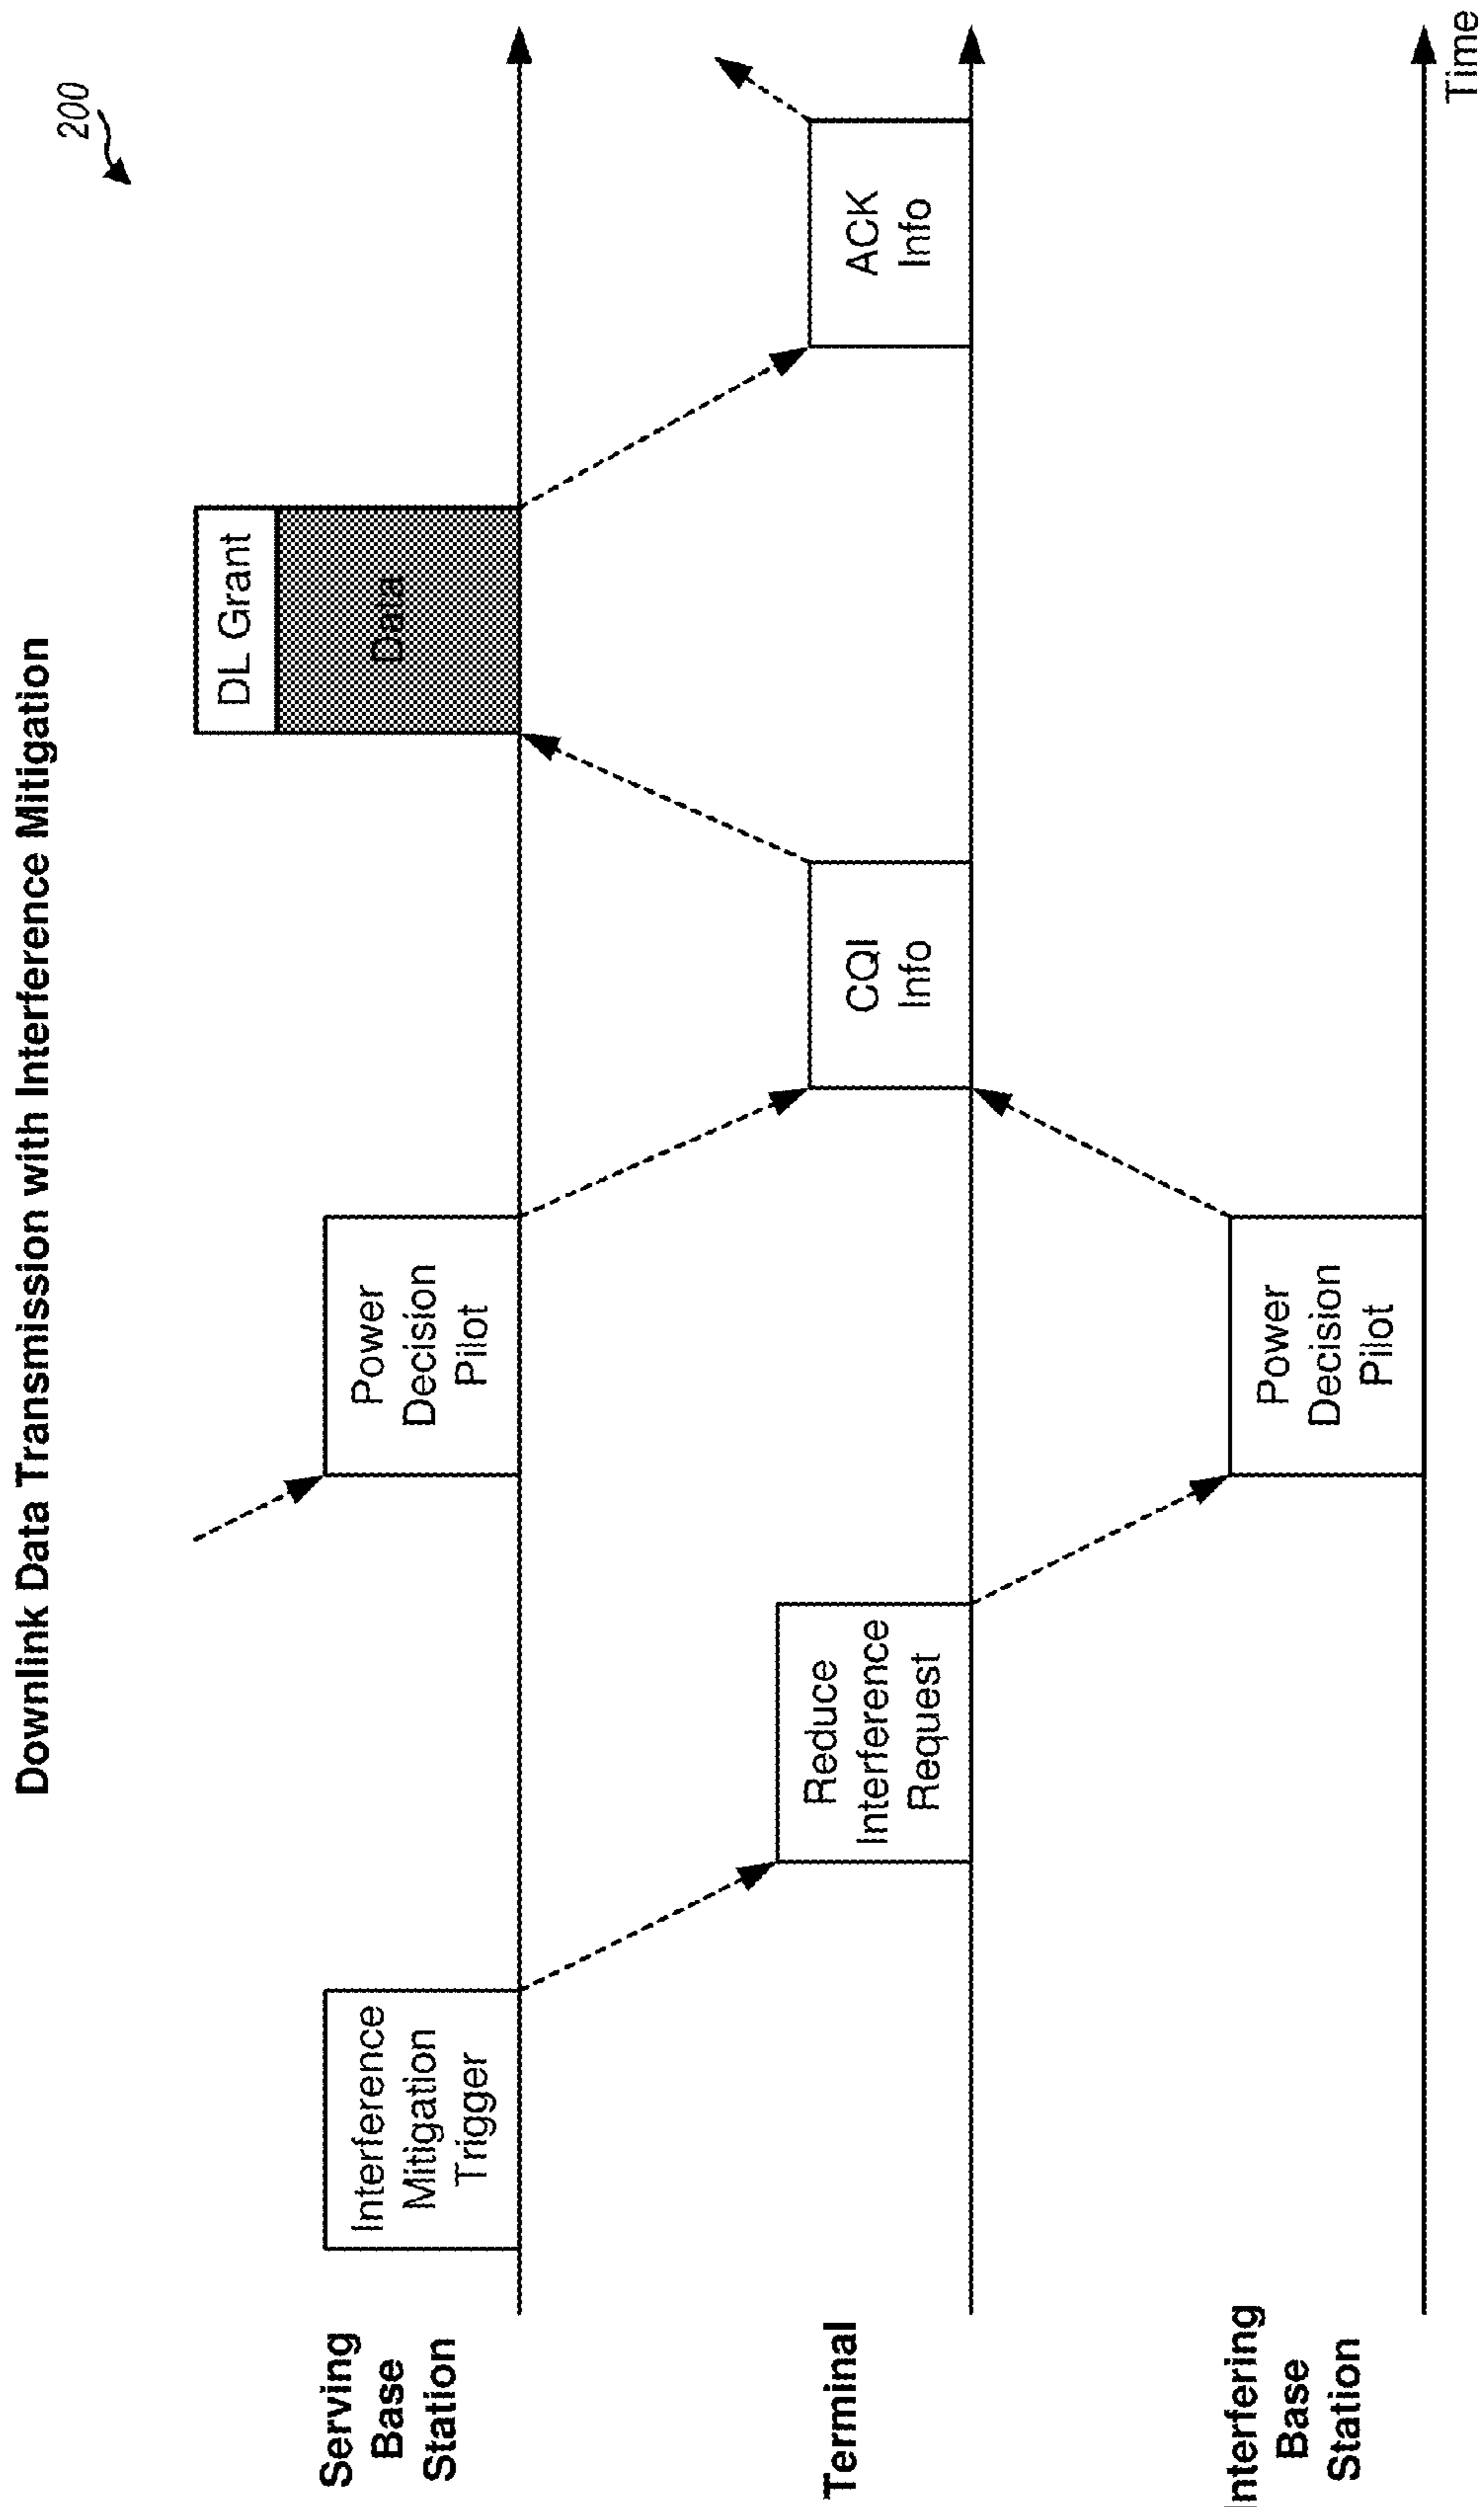 Downlink Data Transmission with Interference Mitigation
200
Serving
Base
Station
Interference
Mitigation
Trigger
Power
Decision
Pilot
DL Grant
Data
Terminal
Reduce
Interference
Request
CQI
Info
ACK
Info
Interfering
Base
Station
Power
Decision
Pilot
Time